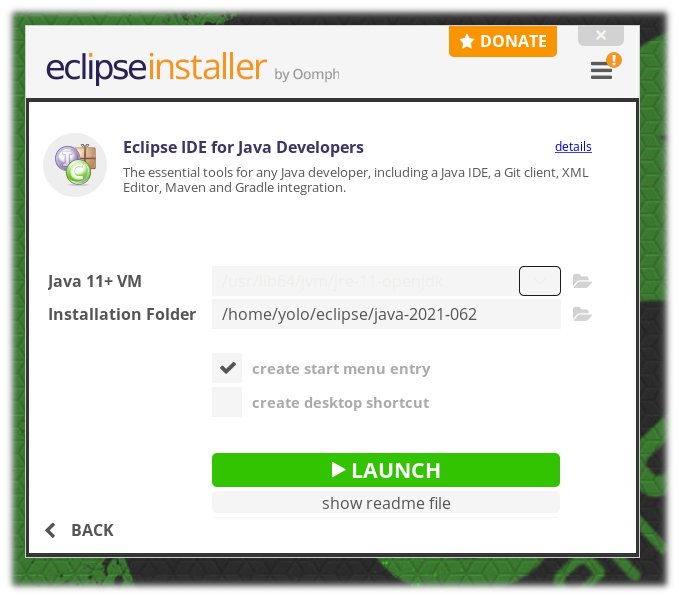 DONATE
eclipse installer by Oomph
Eclipse IDE for Java Developers
details
The essential tools for any Java developer, including a Java IDE, a Git client, XML
Editor, Maven and Gradle integration.
Java 11+ VM
/usr/lib64/jvm/jre-11-openjdk
Installation Folder
/home/yolo/eclipse/java-2021-062
create start menu entry
create desktop shortcut
LAUNCH
show readme file
BACK